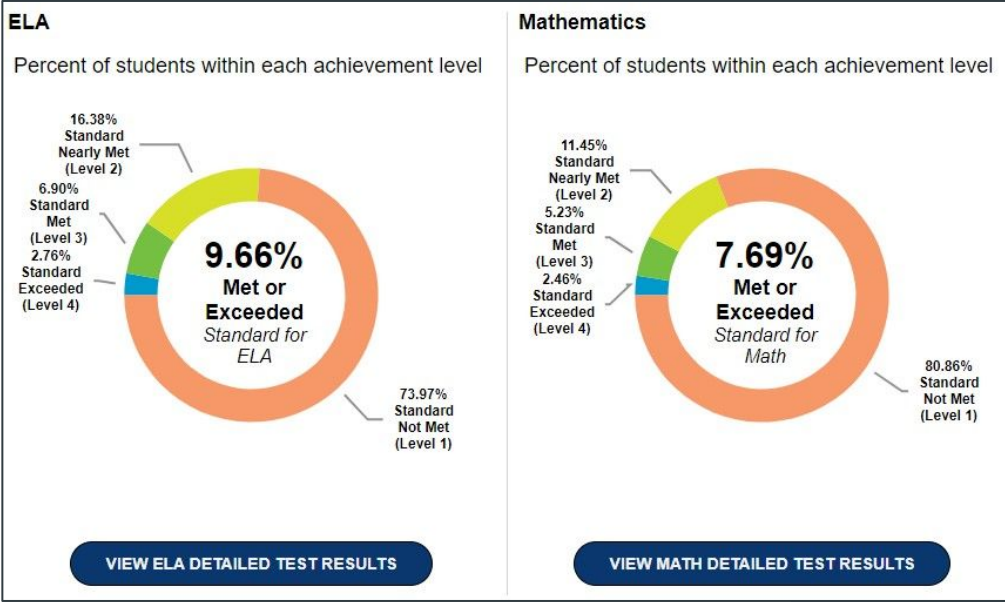 ELA
Percent of students within each achievement level
16.38%
Standard
Nearly Met
(Level 2)
6.90%
Standard
Met
(Level 3)
2.76%
Standard
Exceeded
(Level 4)
9.66%
Met or
Exceeded
Standard for
ELA
73.97%
Standard
Not Met
(Level 1)
VIEW ELA DETAILED TEST RESULTS
Mathematics
Percent of students within each achievement level
11.45%
Standard
Nearly Met
(Level 2)
5.23%
Standard
Met
(Level 3)
2.46%
Standard
Exceeded
(Level 4)
7.69%
Met or
Exceeded
Standard for
Math
80.86%
Standard
Not Met
(Level 1)
VIEW MATH DETAILED TEST RESULTS